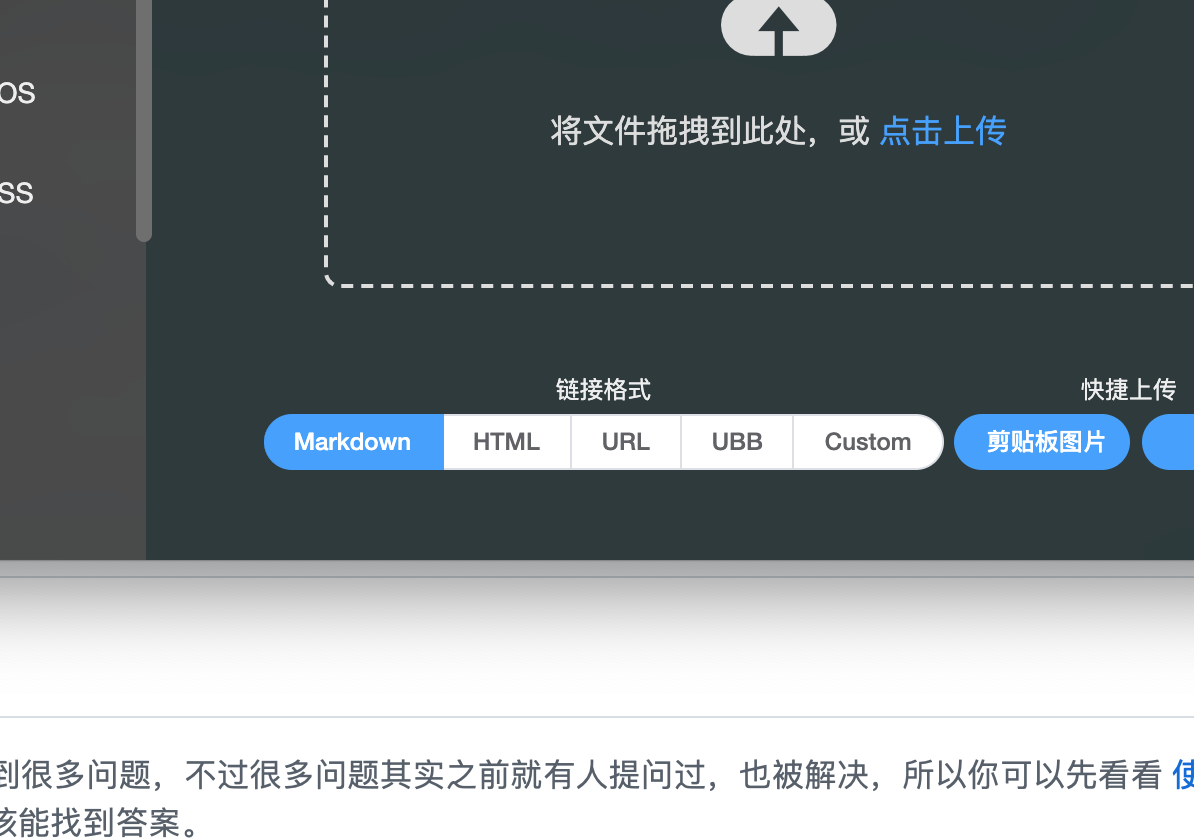 os
ss
将文件拖拽到此处，或 点击上传
链接格式
快捷上传
Markdown HTML URL UBB Custom 剪贴板图片
到很多问题，不过很多问题其实之前就有人提问过，也被解决，所以你可以先看看 使
该能找到答案。